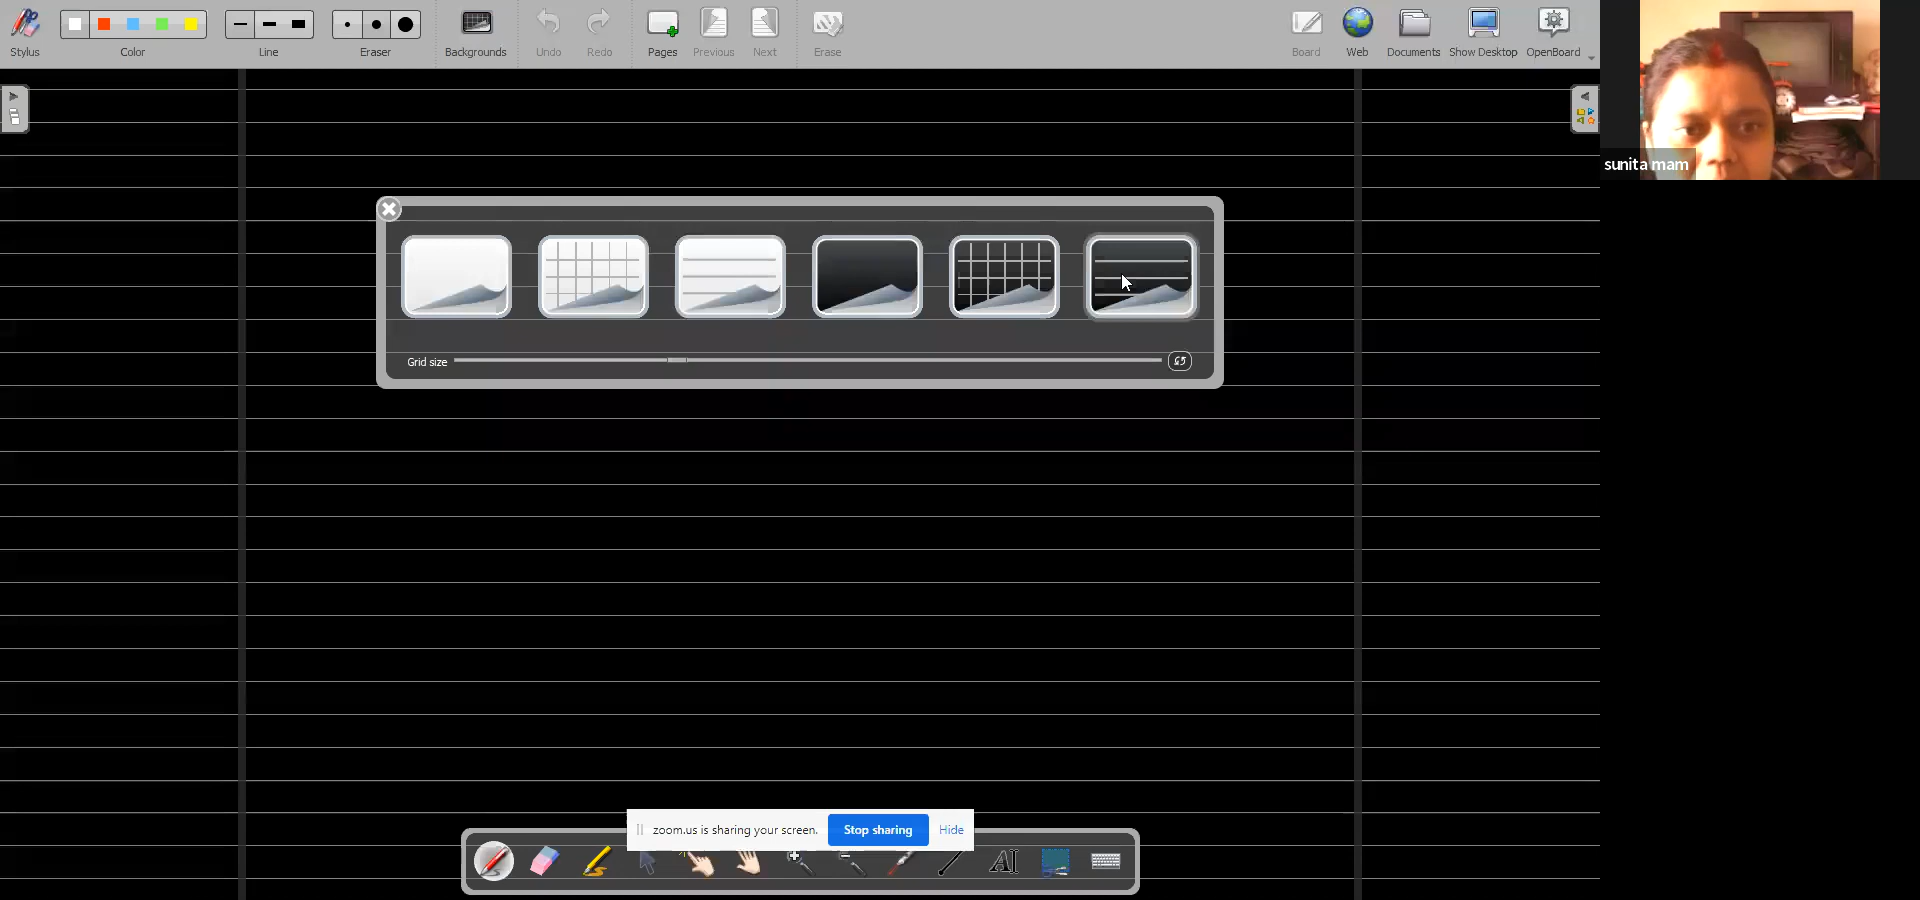 Stylus Color Line Eraser Backgrounds Undo Redo Pages Previous Next Erase Board Web Documents Show Desktop OpenBoard
sunita mam
Grid size
zoom.us is sharing your screen. Stop sharing Hide
AI